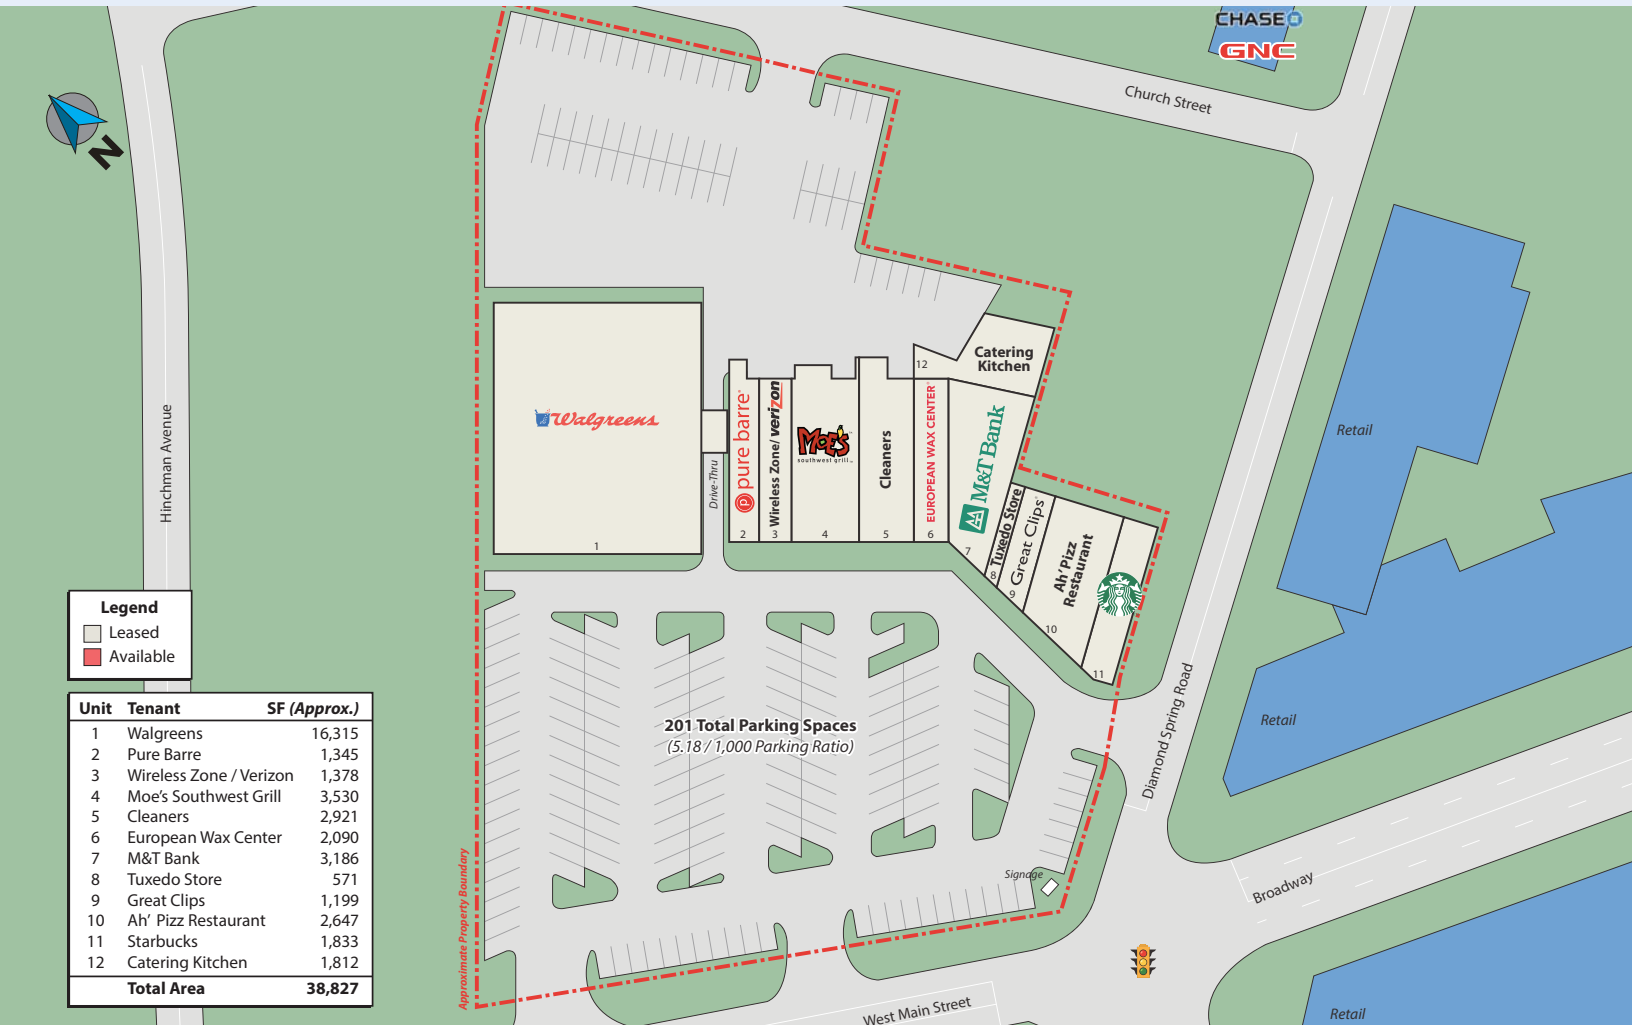 CHASE
GNC
Church Street
N
Hinchman Avenue
Catering
Kitchen
12
Walgreens
1
Drive-Thru
pure barre
2
Wireless Zone/verizon
3
MOE'S
southwest grill
4
Cleaners
5
EUROPEAN WAX CENTER
6
M&T Bank
7
Tuxedo Store
8
Great Clips
9
Ah' Pizz
Restaurant
10
11
Retail
Retail
Retail
Diamond Spring Road
Broadway
West Main Street
Signage
201 Total Parking Spaces
(5.18 / 1,000 Parking Ratio)
Approximate Property Boundary
Legend
Leased
Available
Unit Tenant SF (Approx.)
1 Walgreens 16,315
2 Pure Barre 1,345
3 Wireless Zone / Verizon 1,378
4 Moe's Southwest Grill 3,530
5 Cleaners 2,921
6 European Wax Center 2,090
7 M&T Bank 3,186
8 Tuxedo Store 571
9 Great Clips 1,199
10 Ah' Pizz Restaurant 2,647
11 Starbucks 1,833
12 Catering Kitchen 1,812
Total Area 38,827